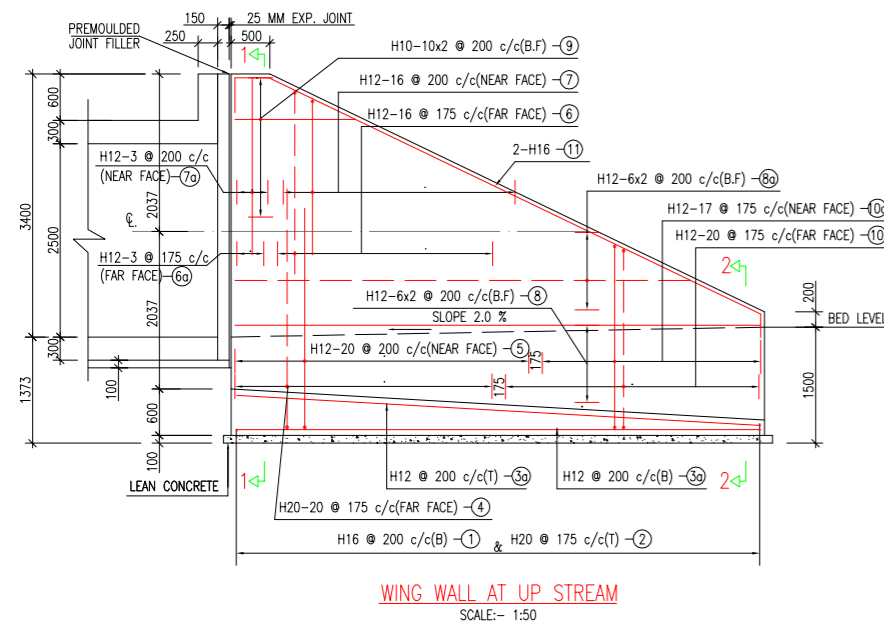 150
25 MM EXP. JOINT
PREMOULDED
JOINT FILLER
250
500
1
H10-10x2 @ 200 c/c(B.F) 9
H12-16 @ 200 c/c(NEAR FACE) 7
H12-16 @ 175 c/c(FAR FACE) 6
600
300
2-H16 11
H12-3 @ 200 c/c
(NEAR FACE) 7a
H12-6x2 @ 200 c/c(B.F) 8a
2037
3400
2500
H12-17 @ 175 c/c(NEAR FACE)
H12-20 @ 175 c/c(FAR FACE) 10
H12-3 @ 175 c/c
(FAR FACE) 6a
2
2037
H12-6x2 @ 200 c/c(B.F) 8
200
SLOPE 2.0 %
BED LEVEL
300
H12-20 @ 200 c/c(NEAR FACE) 5
175
175
100
1373
1500
600
100
H12 @ 200 c/c(T) 3a
H12 @ 200 c/c(B) 3a
LEAN CONCRETE
1
2
H20-20 @ 175 c/c(FAR FACE) 4
H16 @ 200 c/c(B) 1 & H20 @ 175 c/c(T) 2
WING WALL AT UP STREAM
SCALE:- 1:50